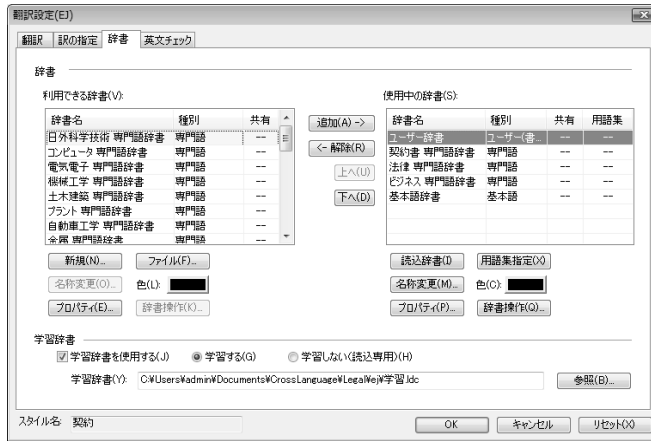 翻訳設定(EJ)
翻訳 訳の指定 辞書 英文チェック
辞書
利用できる辞書(V): 使用中の辞書(S):
辞書名 種別 共有 辞書名 種別 共有 用語集
日外科学技術 専門語辞書 専門語 -- ユーザー辞書 ユーザー(書... -- --
コンピュータ 専門語辞書 専門語 -- 契約書 専門語辞書 専門語 -- --
電気電子 専門語辞書 専門語 -- 法律 専門語辞書 専門語 -- --
機械工学 専門語辞書 専門語 -- ビジネス 専門語辞書 専門語 -- --
土木建築 専門語辞書 専門語 -- 基本語辞書 基本語 -- --
プラント 専門語辞書 専門語 --
自動車工学 専門語辞書 専門語 --
金属 専門語辞書 専門語 --
追加(A) ->
<- 解除(R)
上へ(U)
下へ(D)
新規(N)... ファイル(F)... 読込辞書(I) 用語集指定(X)
名称変更(O)... 色(L): 名称変更(M)... 色(C):
プロパティ(E)... 辞書操作(K)... プロパティ(P)... 辞書操作(Q)...
学習辞書
学習辞書を使用する(J) 学習する(G) 学習しない(読込専用)(H)
学習辞書(Y): C:¥Users¥admin¥Documents¥CrossLanguage¥Legal¥ej¥学習.ldc 参照(B)...
スタイル名: 契約 OK キャンセル リセット(X)